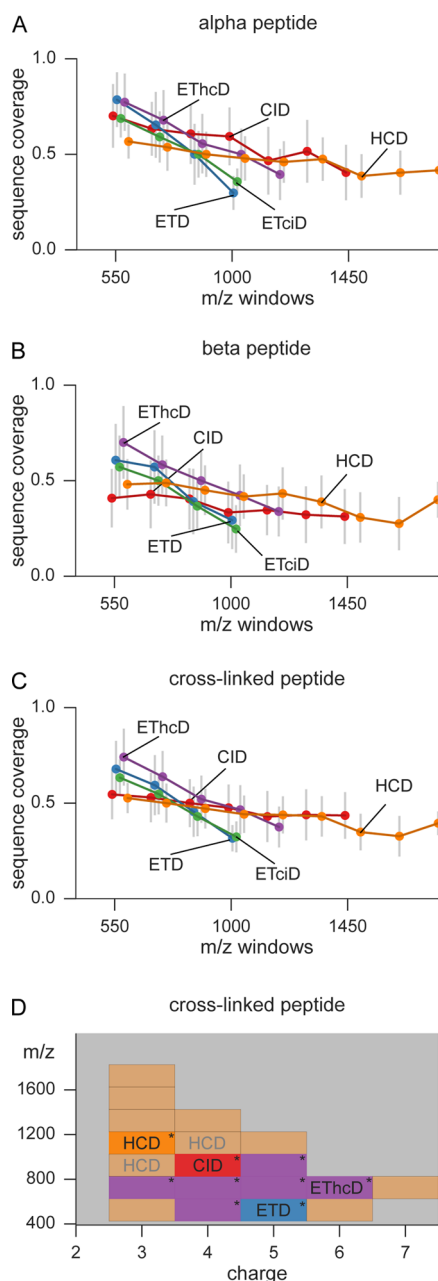 A
alpha peptide
sequence coverage
1.0
0.5
0.0
EThcD
CID
HCD
ETD
ETciD
550
1000
1450
m/z windows
B
beta peptide
sequence coverage
1.0
0.5
0.0
EThcD
CID
HCD
ETD
ETciD
550
1000
1450
m/z windows
C
cross-linked peptide
sequence coverage
1.0
0.5
0.0
EThcD
CID
HCD
ETD
ETciD
550
1000
1450
m/z windows
D
cross-linked peptide
m/z
1600
1200
800
400
HCD *
HCD
HCD
CID *
*
*
*
*
EThcD *
*
ETD *
2
3
4
5
6
7
charge